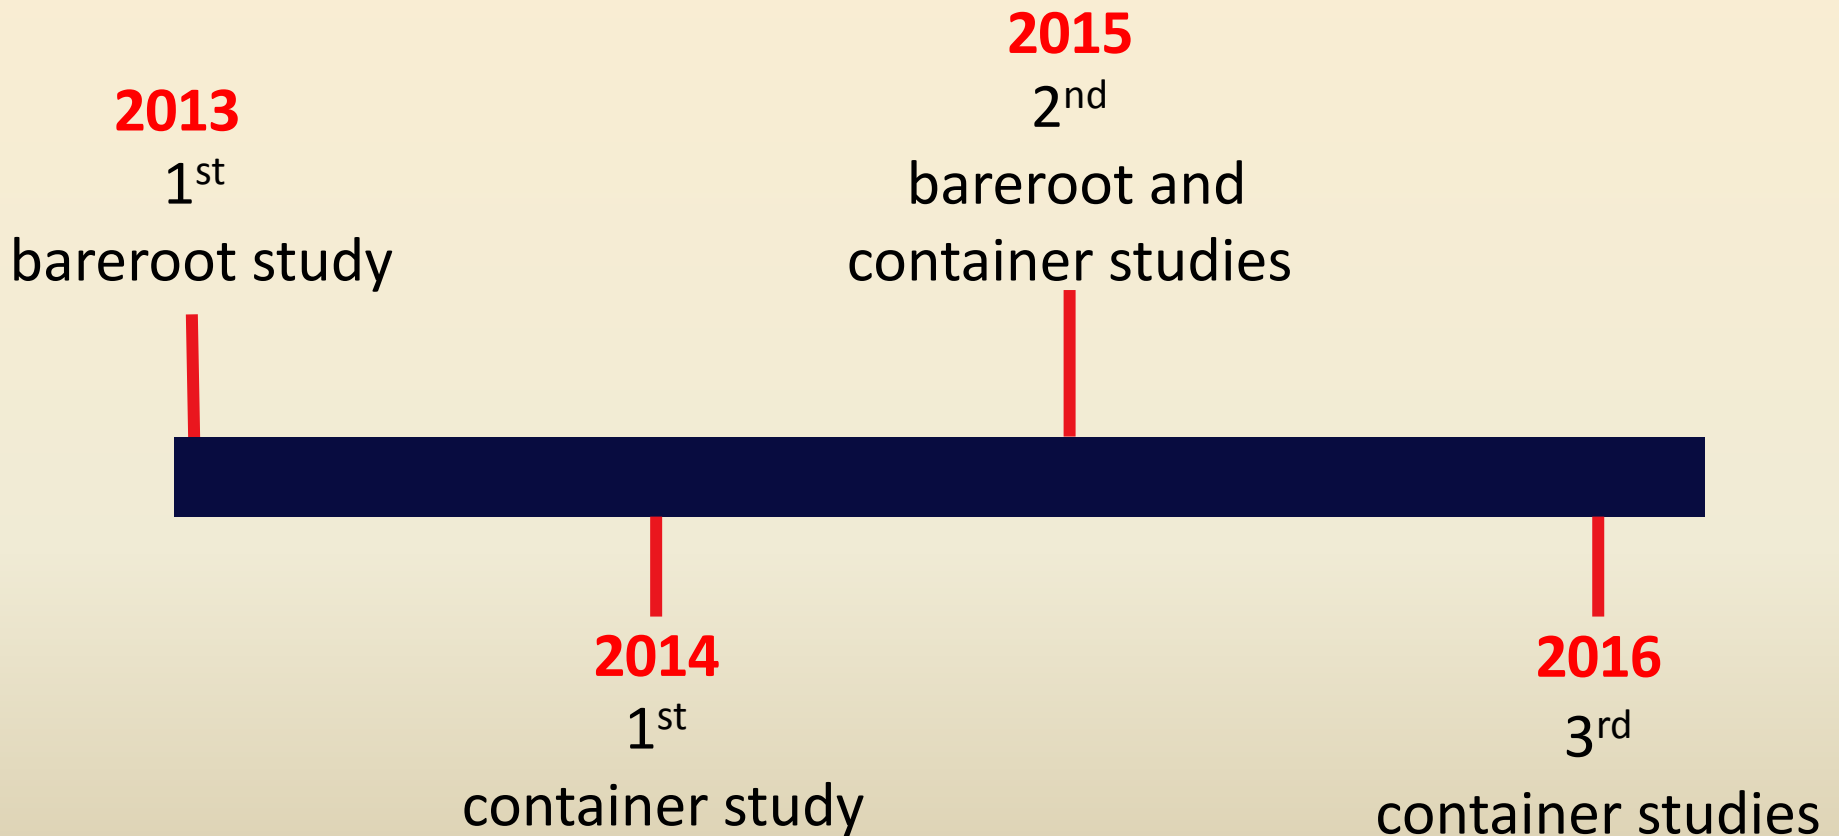 2013
1st
bareroot study
2015
2nd
bareroot and
container studies
2014
1st
container study
2016
3rd
container studies